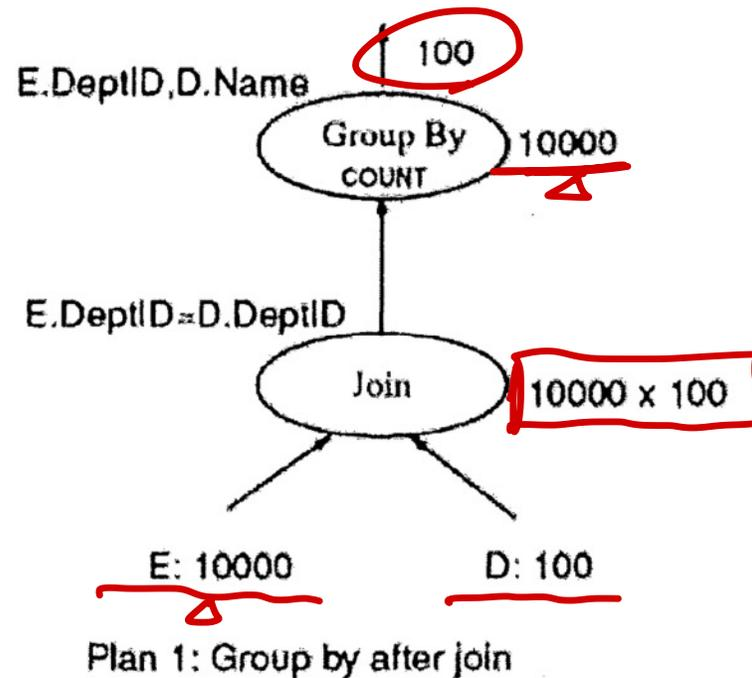 100
E.DeptID,D.Name
Group By
COUNT
10000
E.DeptID=D.DeptID
Join
10000 x 100
E: 10000
D: 100
Plan 1: Group by after join